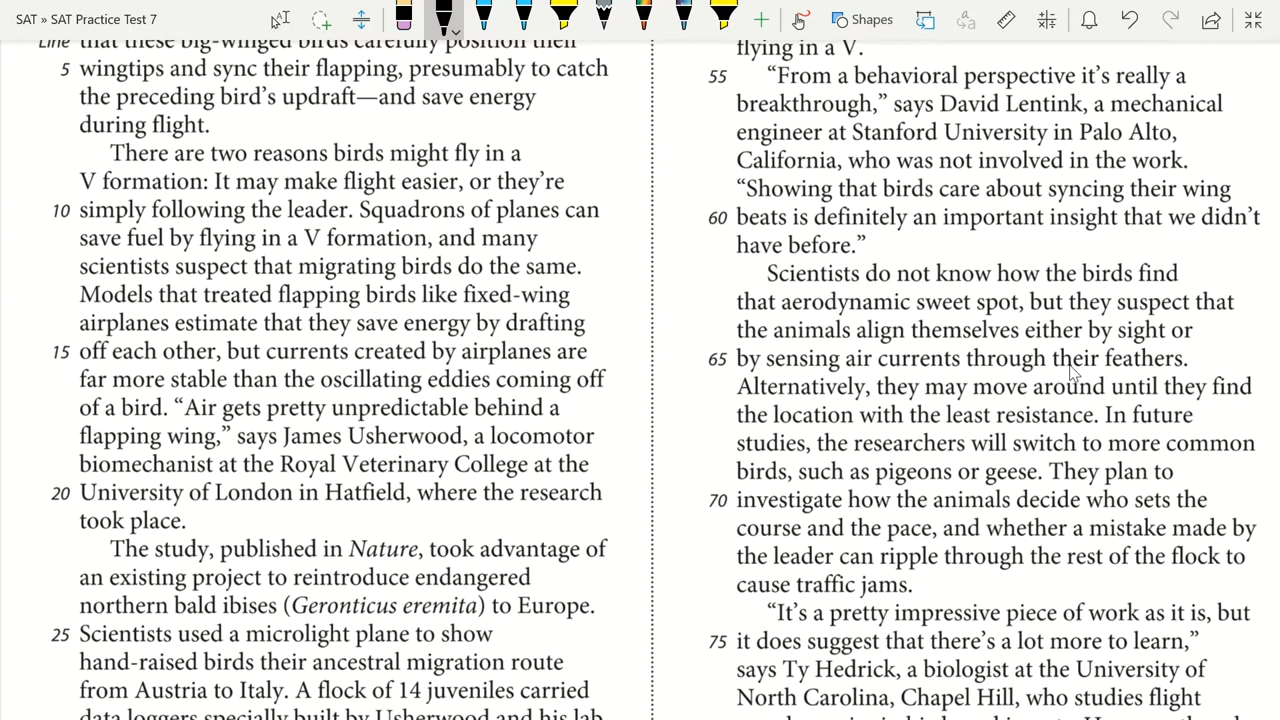 SAT » SAT Practice Test 7
Shapes
Line that these big-winged birds carefully position their
5 wingtips and sync their flapping, presumably to catch
the preceding bird’s updraft—and save energy
during flight.
There are two reasons birds might fly in a
V formation: It may make flight easier, or they’re
10 simply following the leader. Squadrons of planes can
save fuel by flying in a V formation, and many
scientists suspect that migrating birds do the same.
Models that treated flapping birds like fixed-wing
airplanes estimate that they save energy by drafting
15 off each other, but currents created by airplanes are
far more stable than the oscillating eddies coming off
of a bird. “Air gets pretty unpredictable behind a
flapping wing,” says James Usherwood, a locomotor
biomechanist at the Royal Veterinary College at the
20 University of London in Hatfield, where the research
took place.
The study, published in Nature, took advantage of
an existing project to reintroduce endangered
northern bald ibises (Geronticus eremita) to Europe.
25 Scientists used a microlight plane to show
hand-raised birds their ancestral migration route
from Austria to Italy. A flock of 14 juveniles carried
data loggers specially built by Usherwood and his lab
flying in a V.
55 “From a behavioral perspective it’s really a
breakthrough,” says David Lentink, a mechanical
engineer at Stanford University in Palo Alto,
California, who was not involved in the work.
“Showing that birds care about syncing their wing
60 beats is definitely an important insight that we didn’t
have before.”
Scientists do not know how the birds find
that aerodynamic sweet spot, but they suspect that
the animals align themselves either by sight or
65 by sensing air currents through their feathers.
Alternatively, they may move around until they find
the location with the least resistance. In future
studies, the researchers will switch to more common
birds, such as pigeons or geese. They plan to
70 investigate how the animals decide who sets the
course and the pace, and whether a mistake made by
the leader can ripple through the rest of the flock to
cause traffic jams.
“It’s a pretty impressive piece of work as it is, but
75 it does suggest that there’s a lot more to learn,”
says Ty Hedrick, a biologist at the University of
North Carolina, Chapel Hill, who studies flight